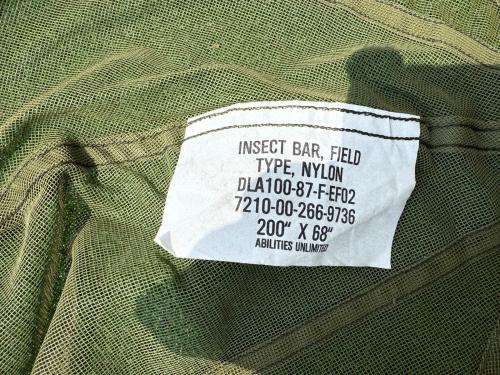 INSECT BAR, FIELD
TYPE, NYLON
DLA100-87-F-EF02
7210-00-266-9736
200" X 68"
ABILITIES UNLIMITED